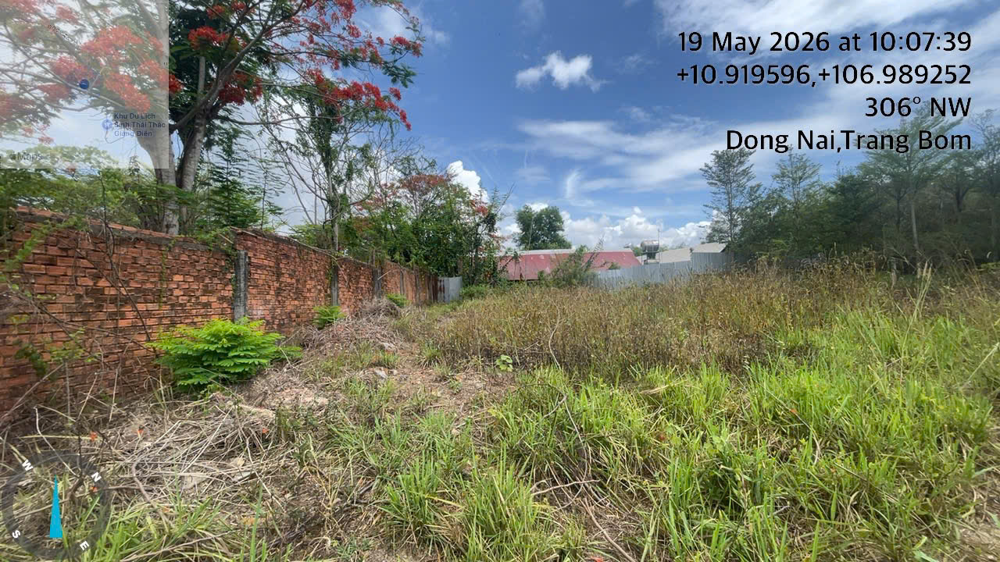 19 May 2026 at 10:07:39
+10.919596,+106.989252
306° NW
Dong Nai,Trang Bom
Khu Du Lịch
Sinh Thái Thác
Giang Điền
Maps
N
W
S
E